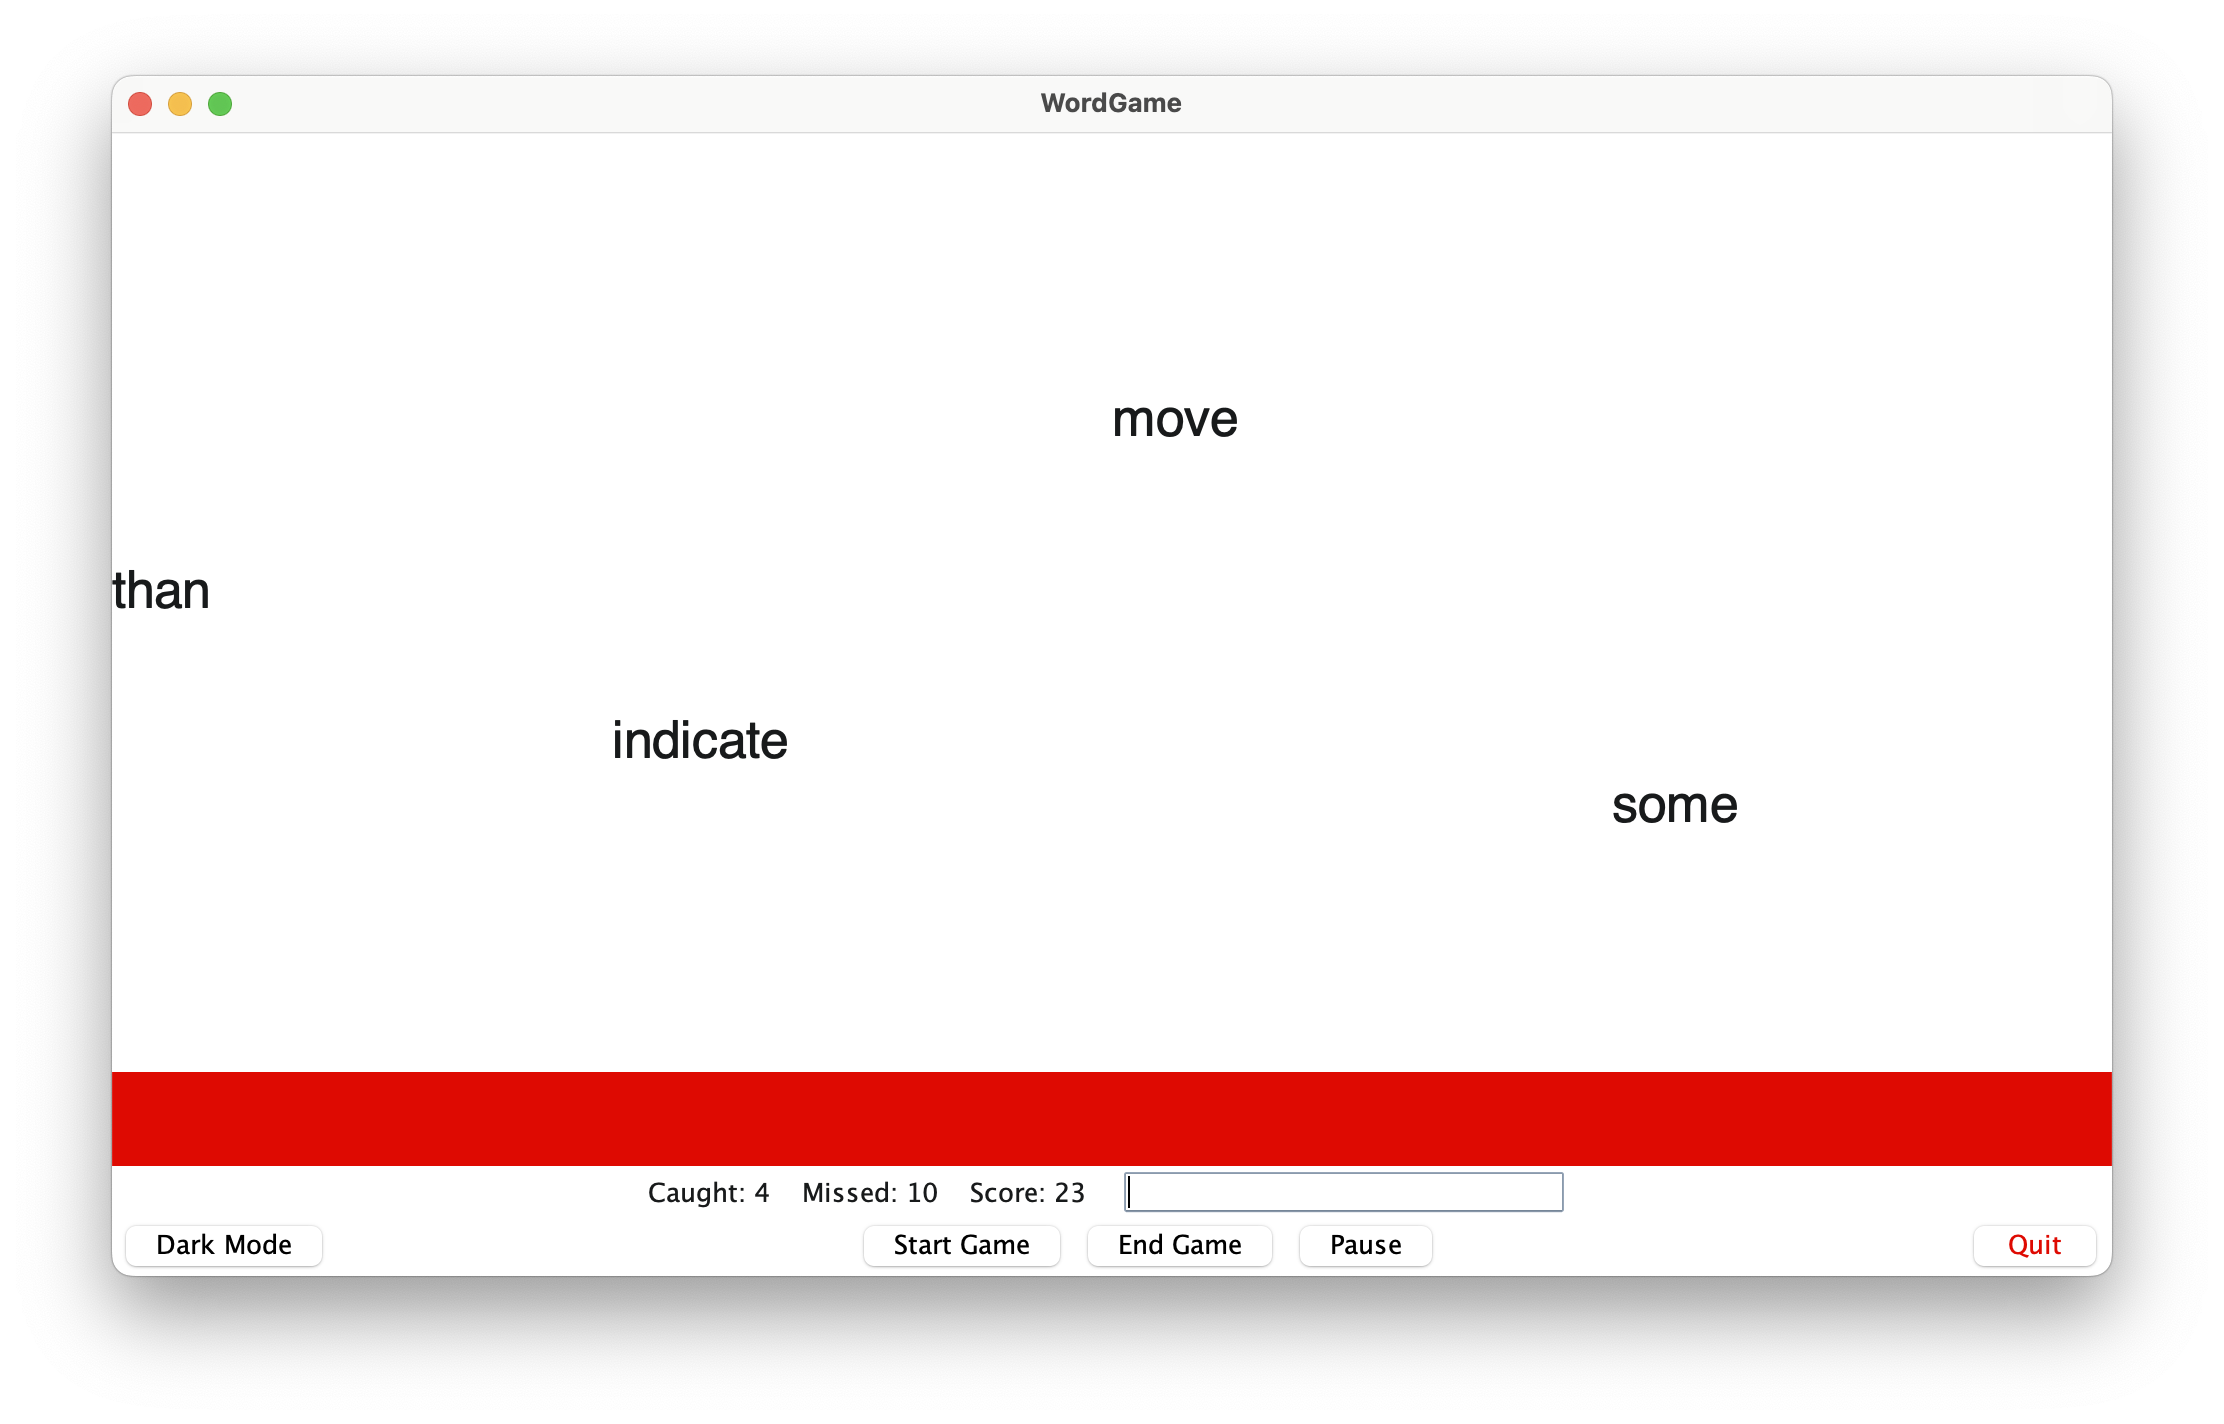 WordGame
move
than
indicate
some
Caught: 4 Missed: 10 Score: 23
Dark Mode Start Game End Game Pause Quit